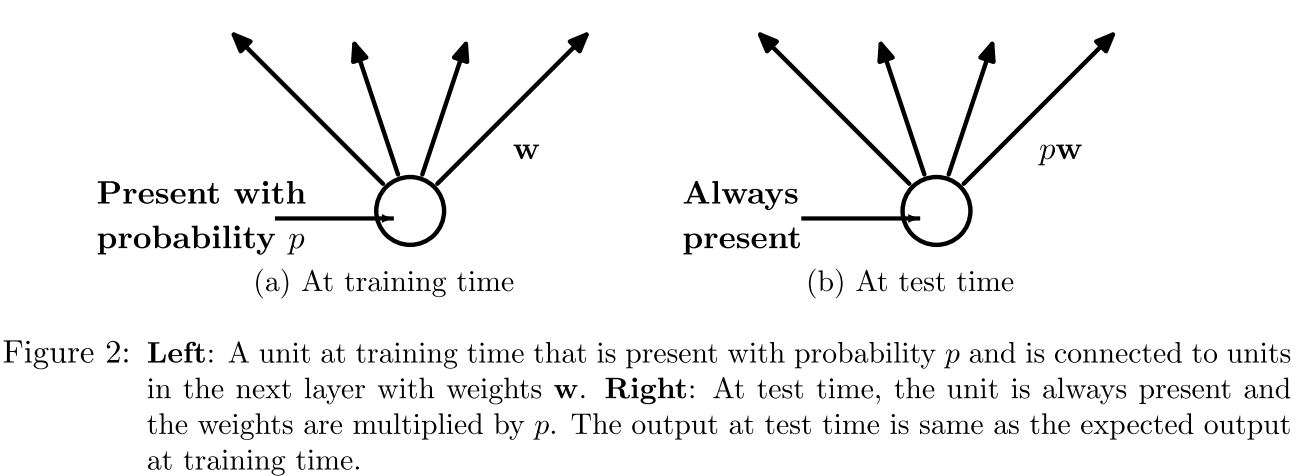 w
Present with
probability p
(a) At training time
pw
Always
present
(b) At test time
Figure 2: Left: A unit at training time that is present with probability p and is connected to units
in the next layer with weights w. Right: At test time, the unit is always present and
the weights are multiplied by p. The output at test time is same as the expected output
at training time.